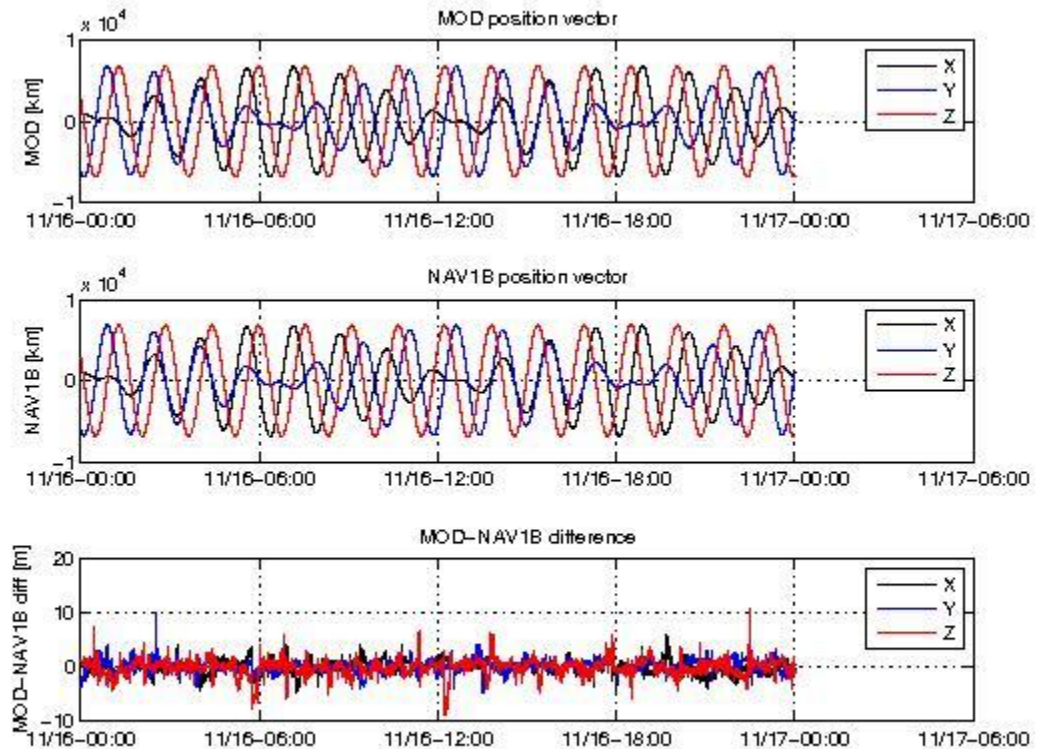 MOD position vector
x 10^4
1
0
−1
MOD [km]
X
Y
Z
11/16−00:00 11/16−06:00 11/16−12:00 11/16−18:00 11/17−00:00 11/17−06:00
NAV1B position vector
x 10^4
1
0
−1
NAV1B [km]
X
Y
Z
11/16−00:00 11/16−06:00 11/16−12:00 11/16−18:00 11/17−00:00 11/17−06:00
MOD−NAV1B difference
20
10
0
−10
MOD−NAV1B diff [m]
X
Y
Z
11/16−00:00 11/16−06:00 11/16−12:00 11/16−18:00 11/17−00:00 11/17−06:00